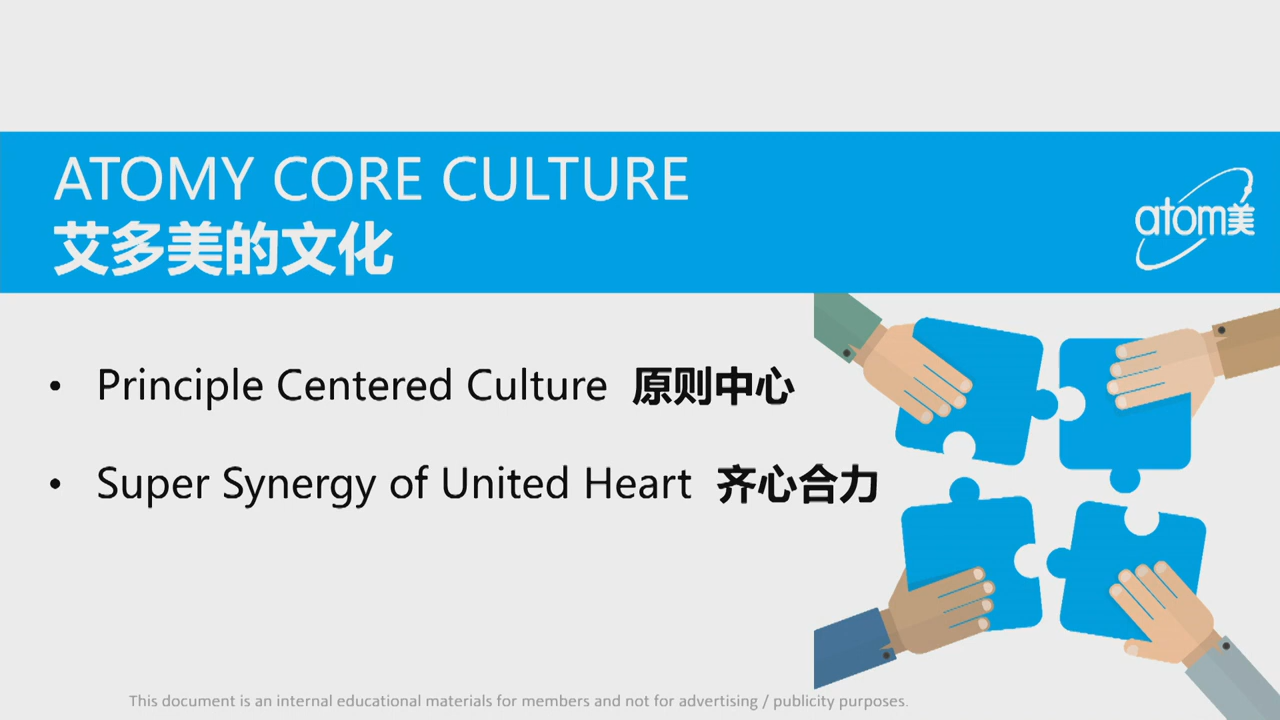 ATOMY CORE CULTURE
艾多美的文化
atom美
• Principle Centered Culture 原则中心
• Super Synergy of United Heart 齐心合力
This document is an internal educational materials for members and not for advertising / publicity purposes.